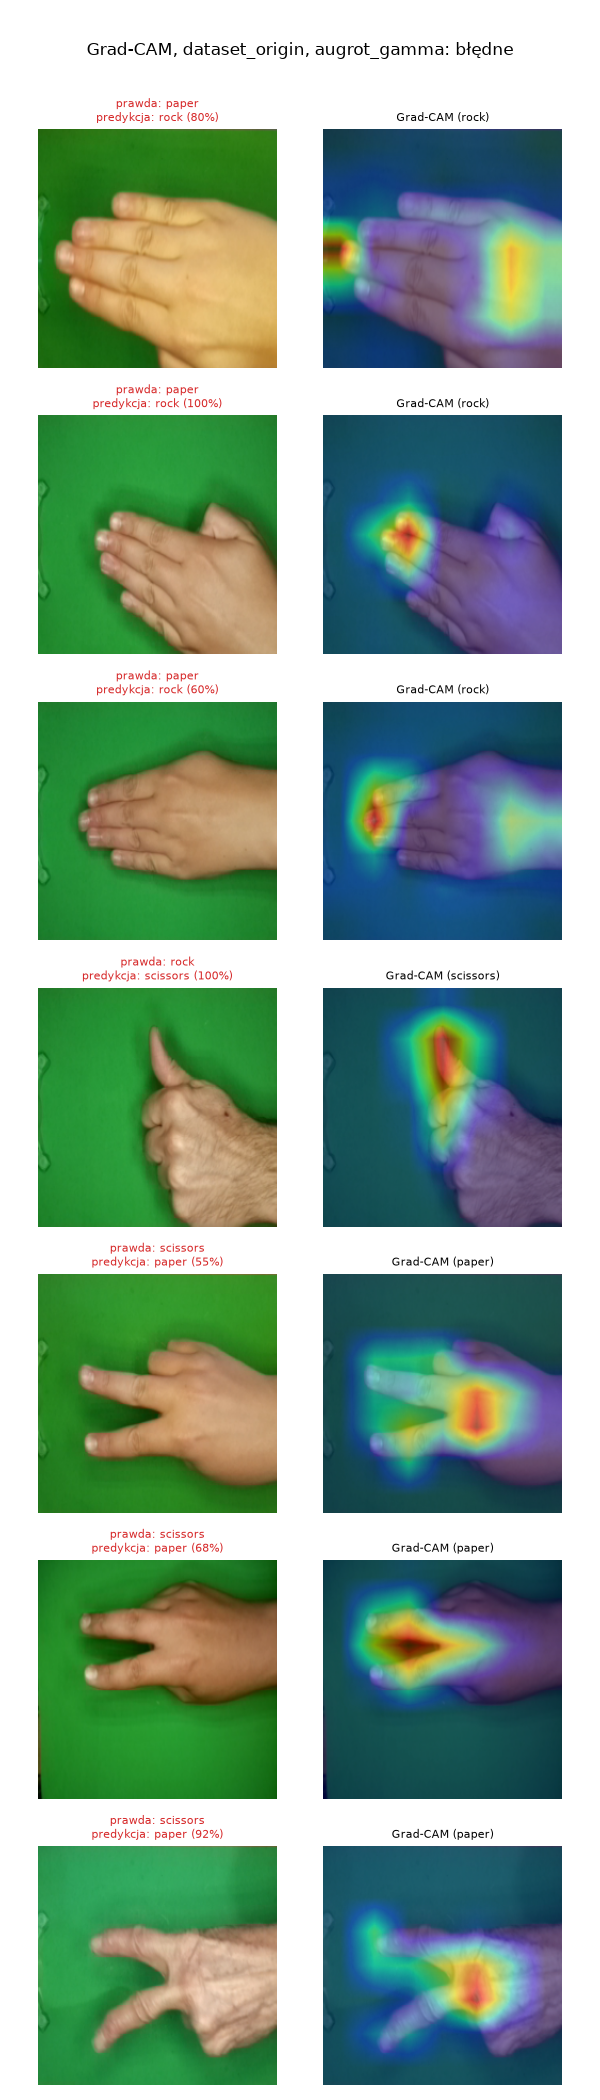 Grad-CAM, dataset_origin, augrot_gamma: błędne
prawda: paper
predykcja: rock (80%)
Grad-CAM (rock)
prawda: paper
predykcja: rock (100%)
Grad-CAM (rock)
prawda: paper
predykcja: rock (60%)
Grad-CAM (rock)
prawda: rock
predykcja: scissors (100%)
Grad-CAM (scissors)
prawda: scissors
predykcja: paper (55%)
Grad-CAM (paper)
prawda: scissors
predykcja: paper (68%)
Grad-CAM (paper)
prawda: scissors
predykcja: paper (92%)
Grad-CAM (paper)